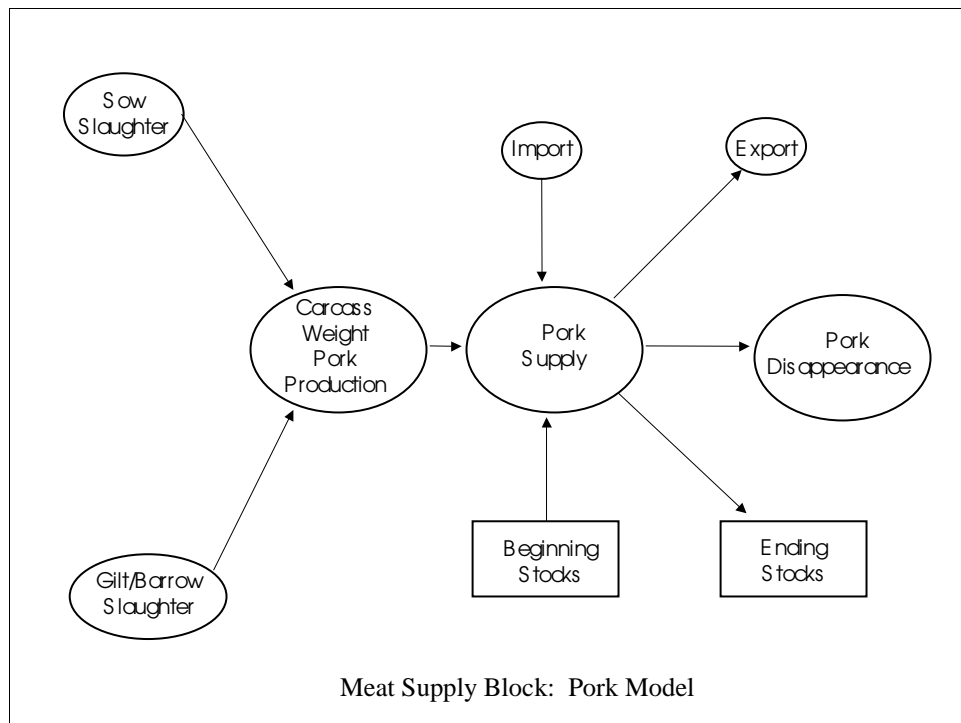 Sow
Slaughter
Import
Export
Carcass
Weight
Pork
Production
Pork
Supply
Pork
Disappearance
Gilt/Barrow
Slaughter
Beginning
Stocks
Ending
Stocks
Meat Supply Block: Pork Model